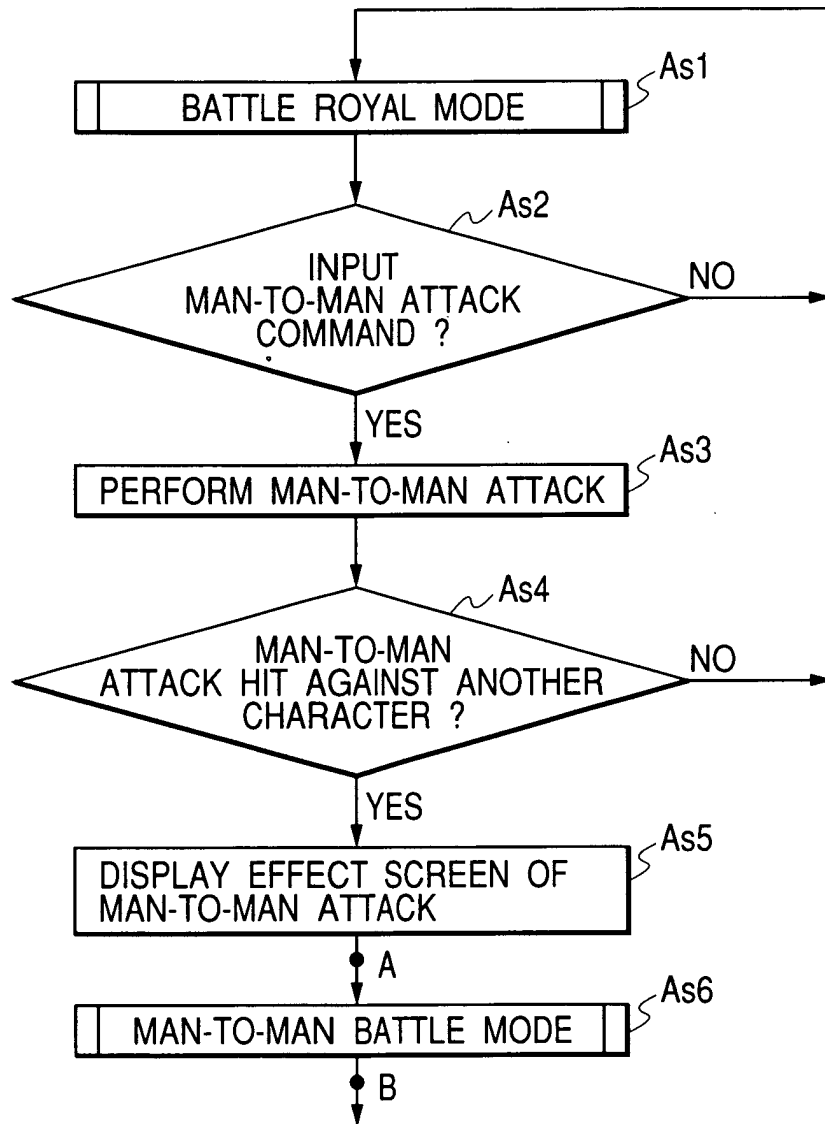 As1
BATTLE ROYAL MODE
As2
INPUT
MAN-TO-MAN ATTACK
COMMAND ?
NO
YES
As3
PERFORM MAN-TO-MAN ATTACK
As4
MAN-TO-MAN
ATTACK HIT AGAINST ANOTHER
CHARACTER ?
NO
YES
As5
DISPLAY EFFECT SCREEN OF
MAN-TO-MAN ATTACK
A
As6
MAN-TO-MAN BATTLE MODE
B